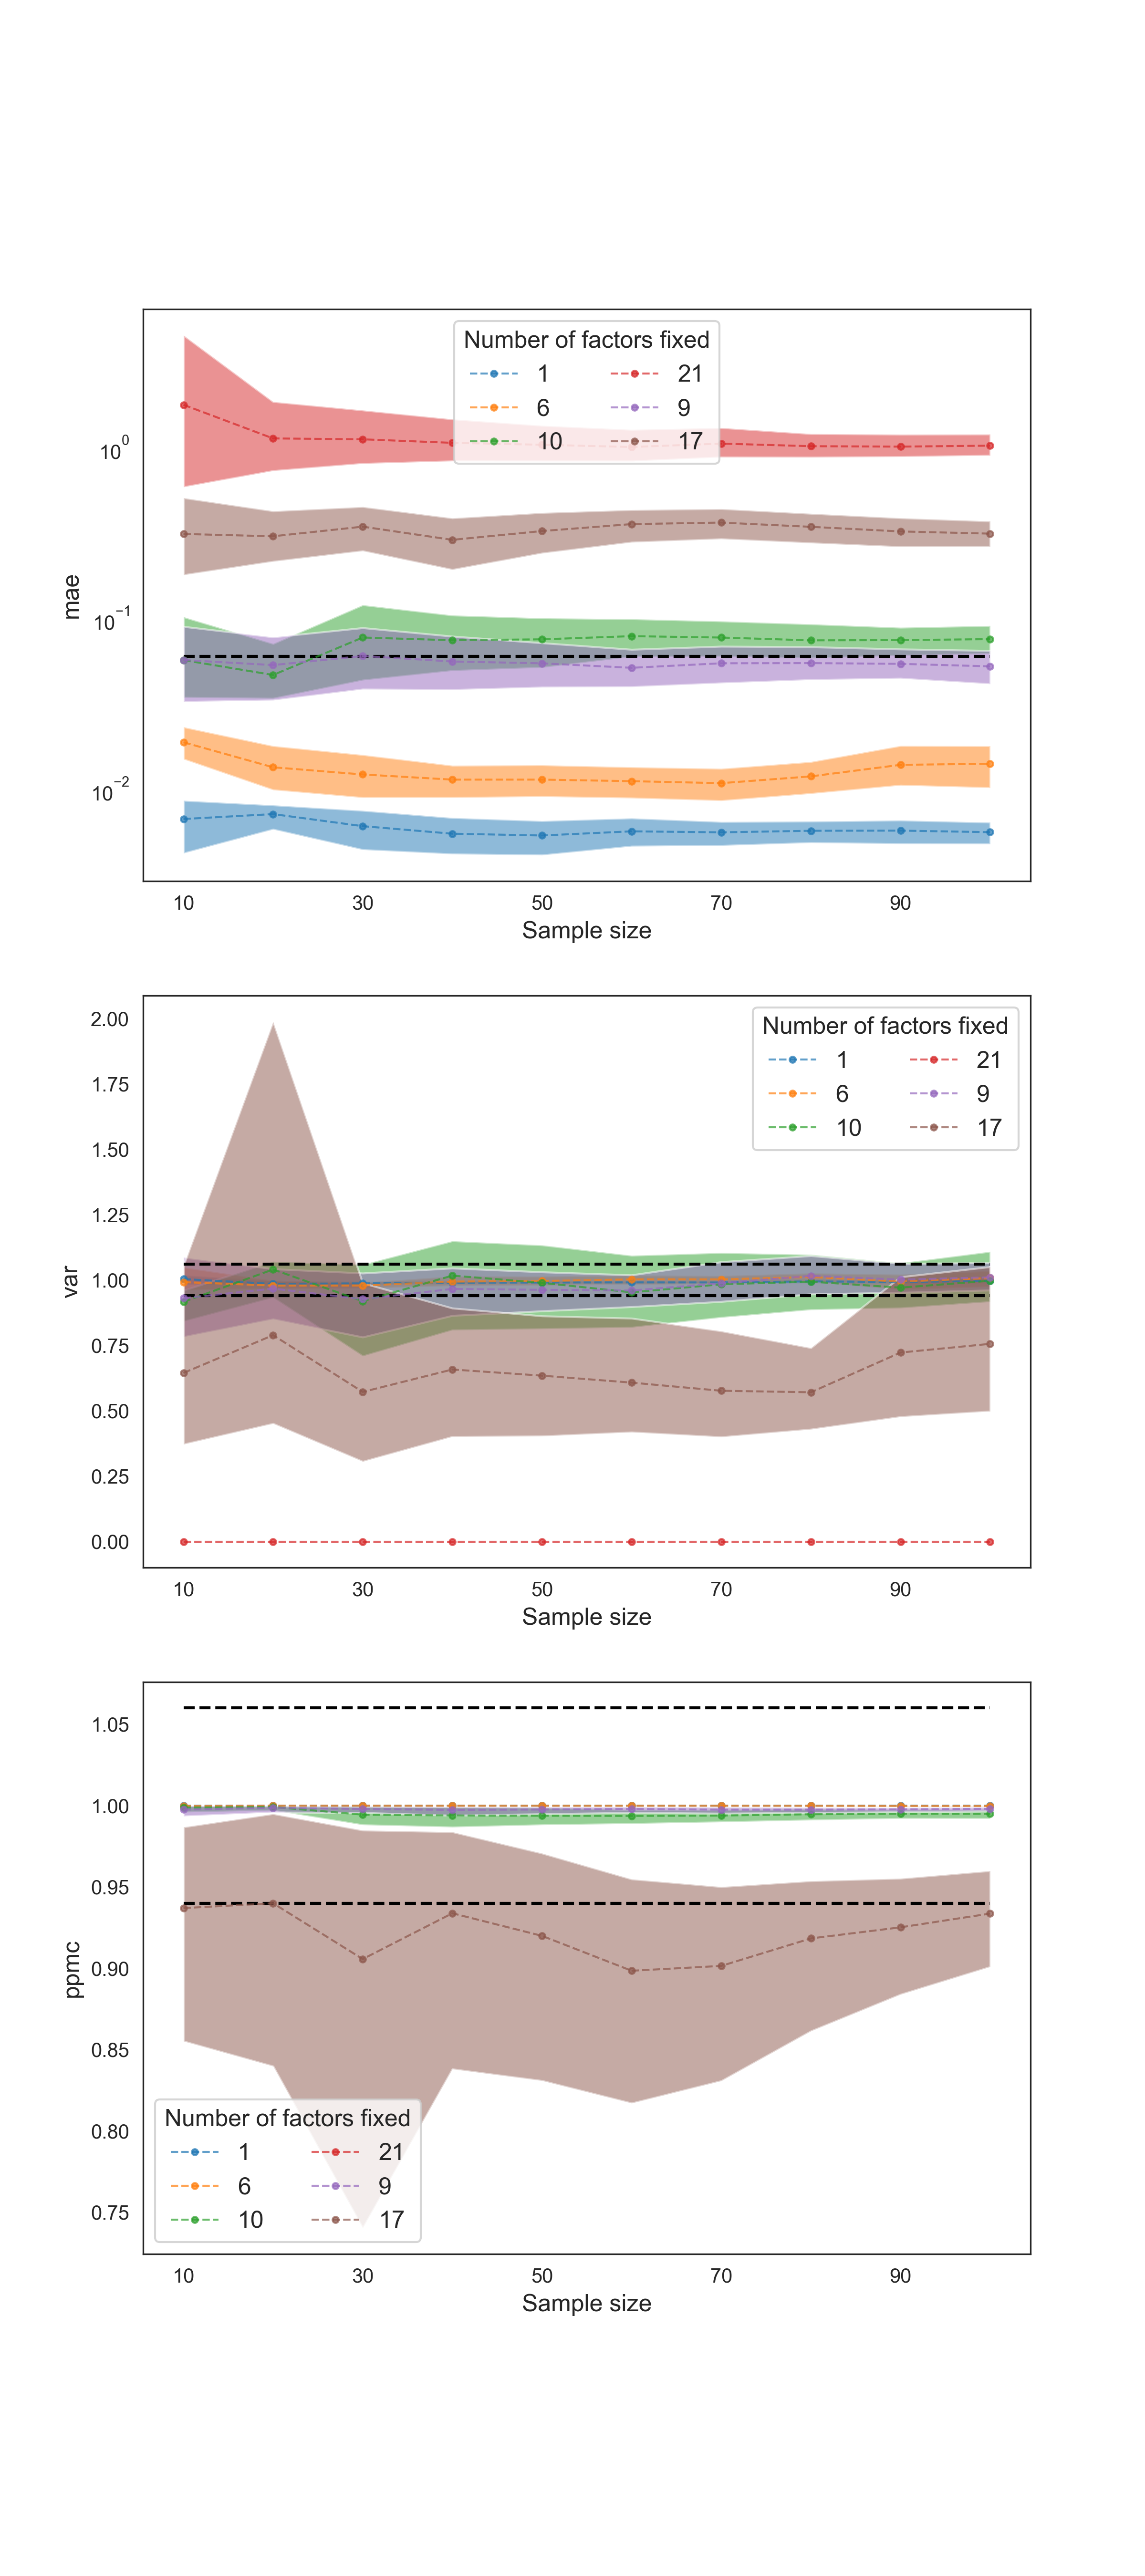 Number of factors fixed
1 21
6 9
10 17
10^0
10^−1
10^−2
mae
10 30 50 70 90
Sample size
Number of factors fixed
1 21
6 9
10 17
2.00
1.75
1.50
1.25
1.00
0.75
0.50
0.25
0.00
var
10 30 50 70 90
Sample size
1.05
1.00
0.95
0.90
0.85
0.80
0.75
ppmc
Number of factors fixed
1 21
6 9
10 17
10 30 50 70 90
Sample size